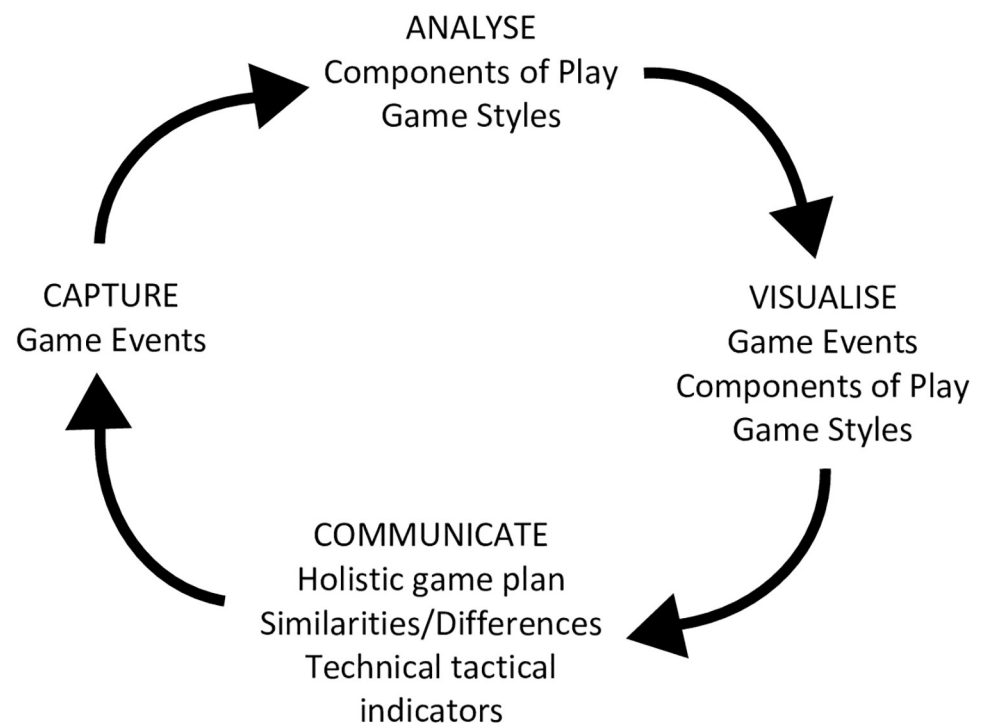 ANALYSE
Components of Play
Game Styles
VISUALISE
Game Events
Components of Play
Game Styles
COMMUNICATE
Holistic game plan
Similarities/Differences
Technical tactical
indicators
CAPTURE
Game Events